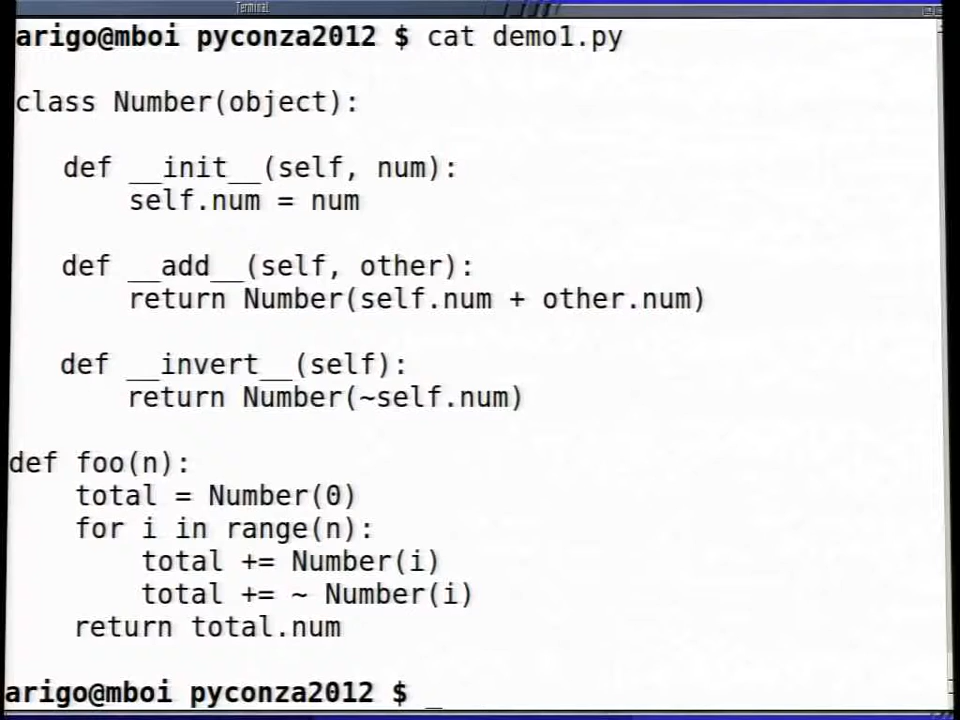 Terminal
arigo@mboi pyconza2012 $ cat demo1.py
class Number(object):
def __init__(self, num):
self.num = num
def __add__(self, other):
return Number(self.num + other.num)
def __invert__(self):
return Number(~self.num)
def foo(n):
total = Number(0)
for i in range(n):
total += Number(i)
total += ~ Number(i)
return total.num
arigo@mboi pyconza2012 $ _